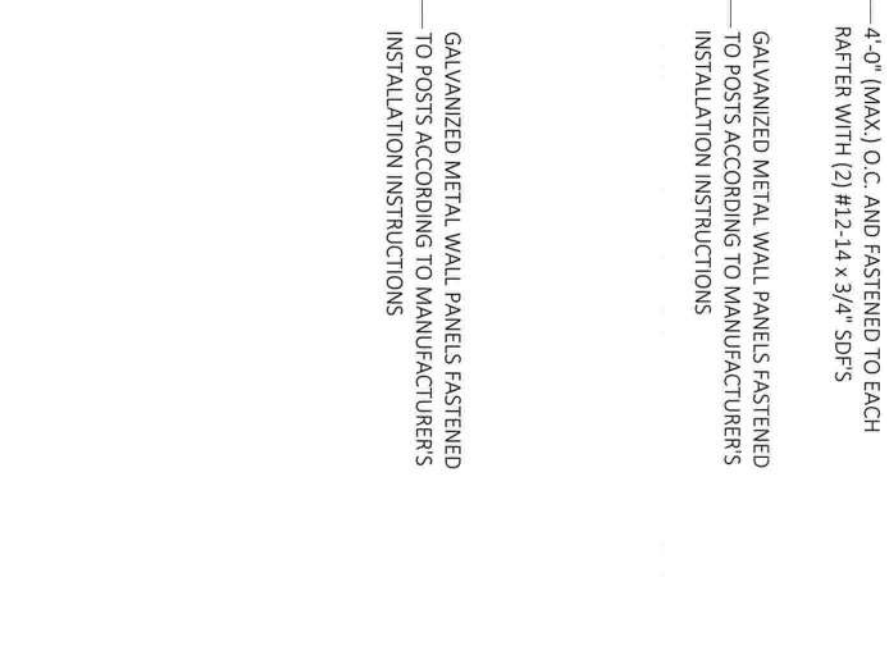 4'-0" (MAX.) O.C. AND FASTENED TO EACH
RAFTER WITH (2) #12-14 x 3/4" SDF'S
GALVANIZED METAL WALL PANELS FASTENED
TO POSTS ACCORDING TO MANUFACTURER'S
INSTALLATION INSTRUCTIONS
GALVANIZED METAL WALL PANELS FASTENED
TO POSTS ACCORDING TO MANUFACTURER'S
INSTALLATION INSTRUCTIONS